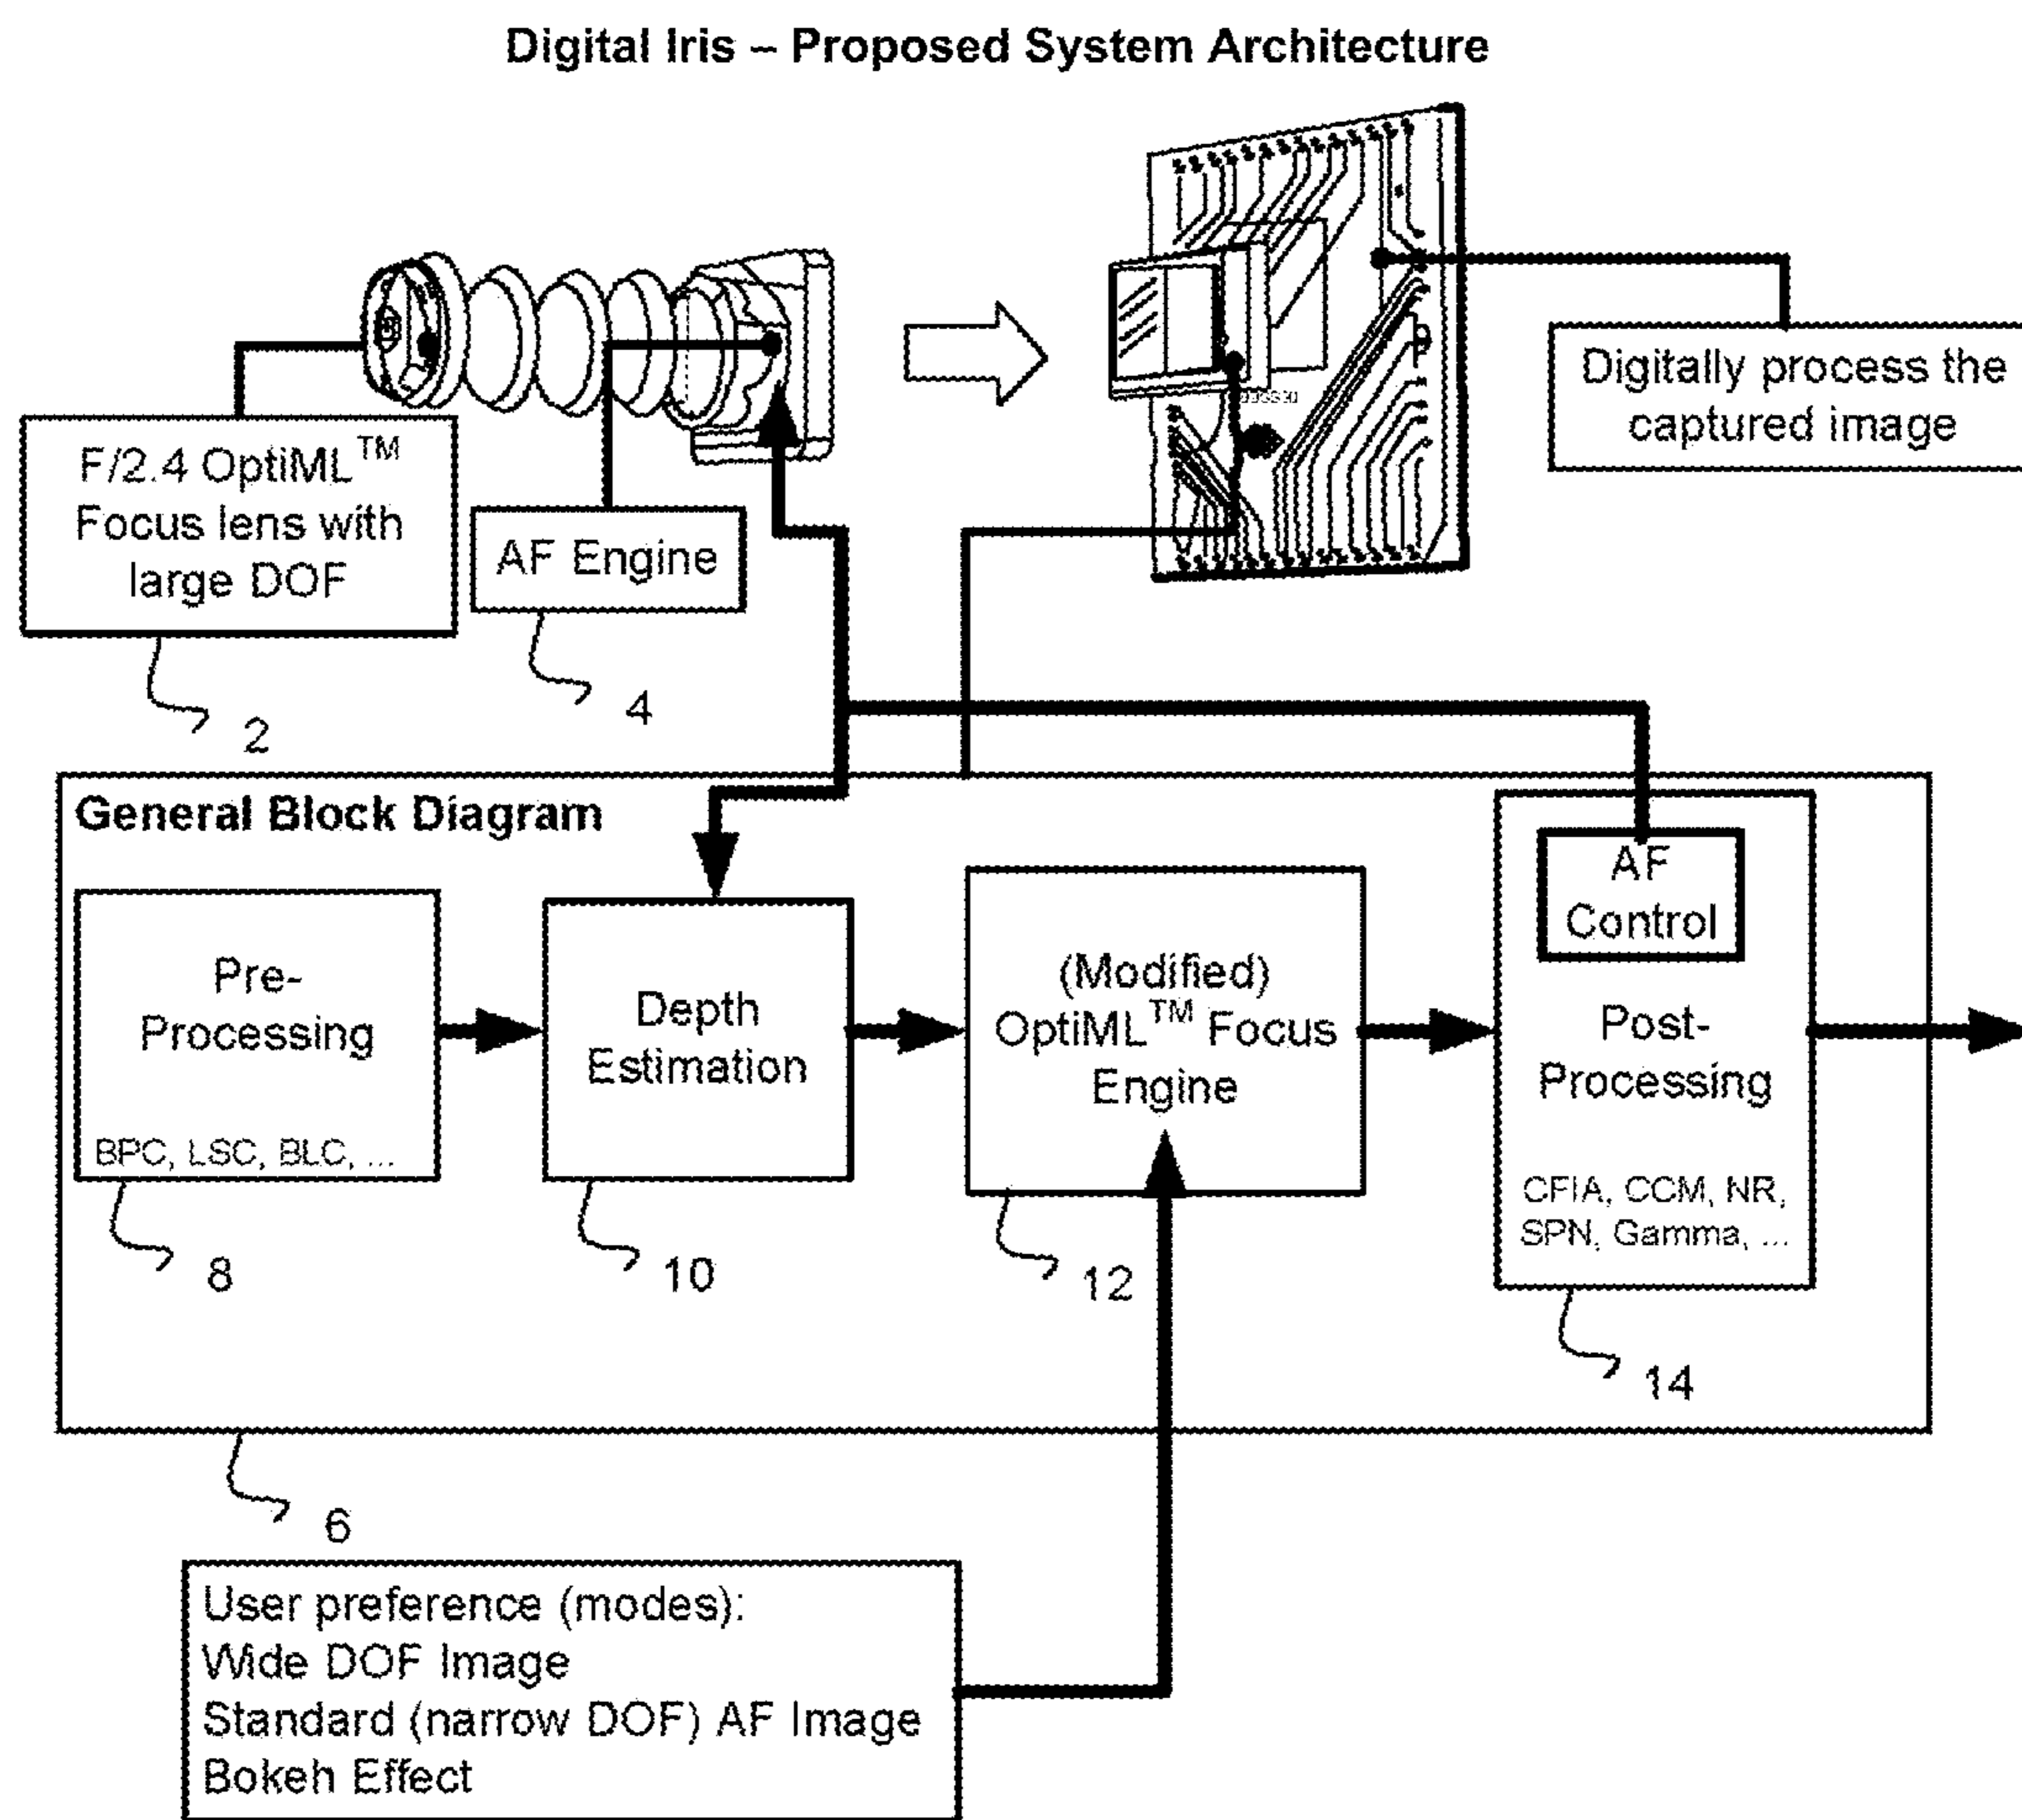 Digital Iris – Proposed System Architecture
F/2.4 OptiML™
Focus lens with
large DOF
AF Engine
Digitally process the
captured image
2
4
General Block Diagram
Pre-
Processing
BPC, LSC, BLC, ...
8
Depth
Estimation
10
(Modified)
OptiML™ Focus
Engine
12
AF
Control
Post-
Processing
CFIA, CCM, NR,
SPN, Gamma, ...
14
6
User preference (modes):
Wide DOF Image
Standard (narrow DOF) AF Image
Bokeh Effect